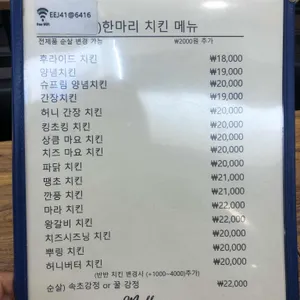 Free WiFi
EEJ41@6416
)한마리 치킨 메뉴
전제품 순살 변경 가능 ₩2000원 추가
후라이드 치킨 ₩18,000
양념치킨 ₩19,000
슈프림 양념치킨 ₩20,000
간장치킨 ₩19,000
허니 간장 치킨 ₩20,000
킹초킹 치킨 ₩20,000
상큼 마요 치킨 ₩20,000
치즈 마요 치킨 ₩20,000
파닭 치킨 ₩20,000
땡초 치킨 ₩21,000
깐풍 치킨 ₩21,000
마라 치킨 ₩22,000
왕갈비 치킨 ₩22,000
치즈시즈닝 치킨 ₩20,000
뿌링 치킨 ₩20,000
허니버터 치킨 ₩20,000
(반반 치킨 변경시 (+1000~4000)추가)
순살) 속초강정 or 꿀 강정 ₩22,000